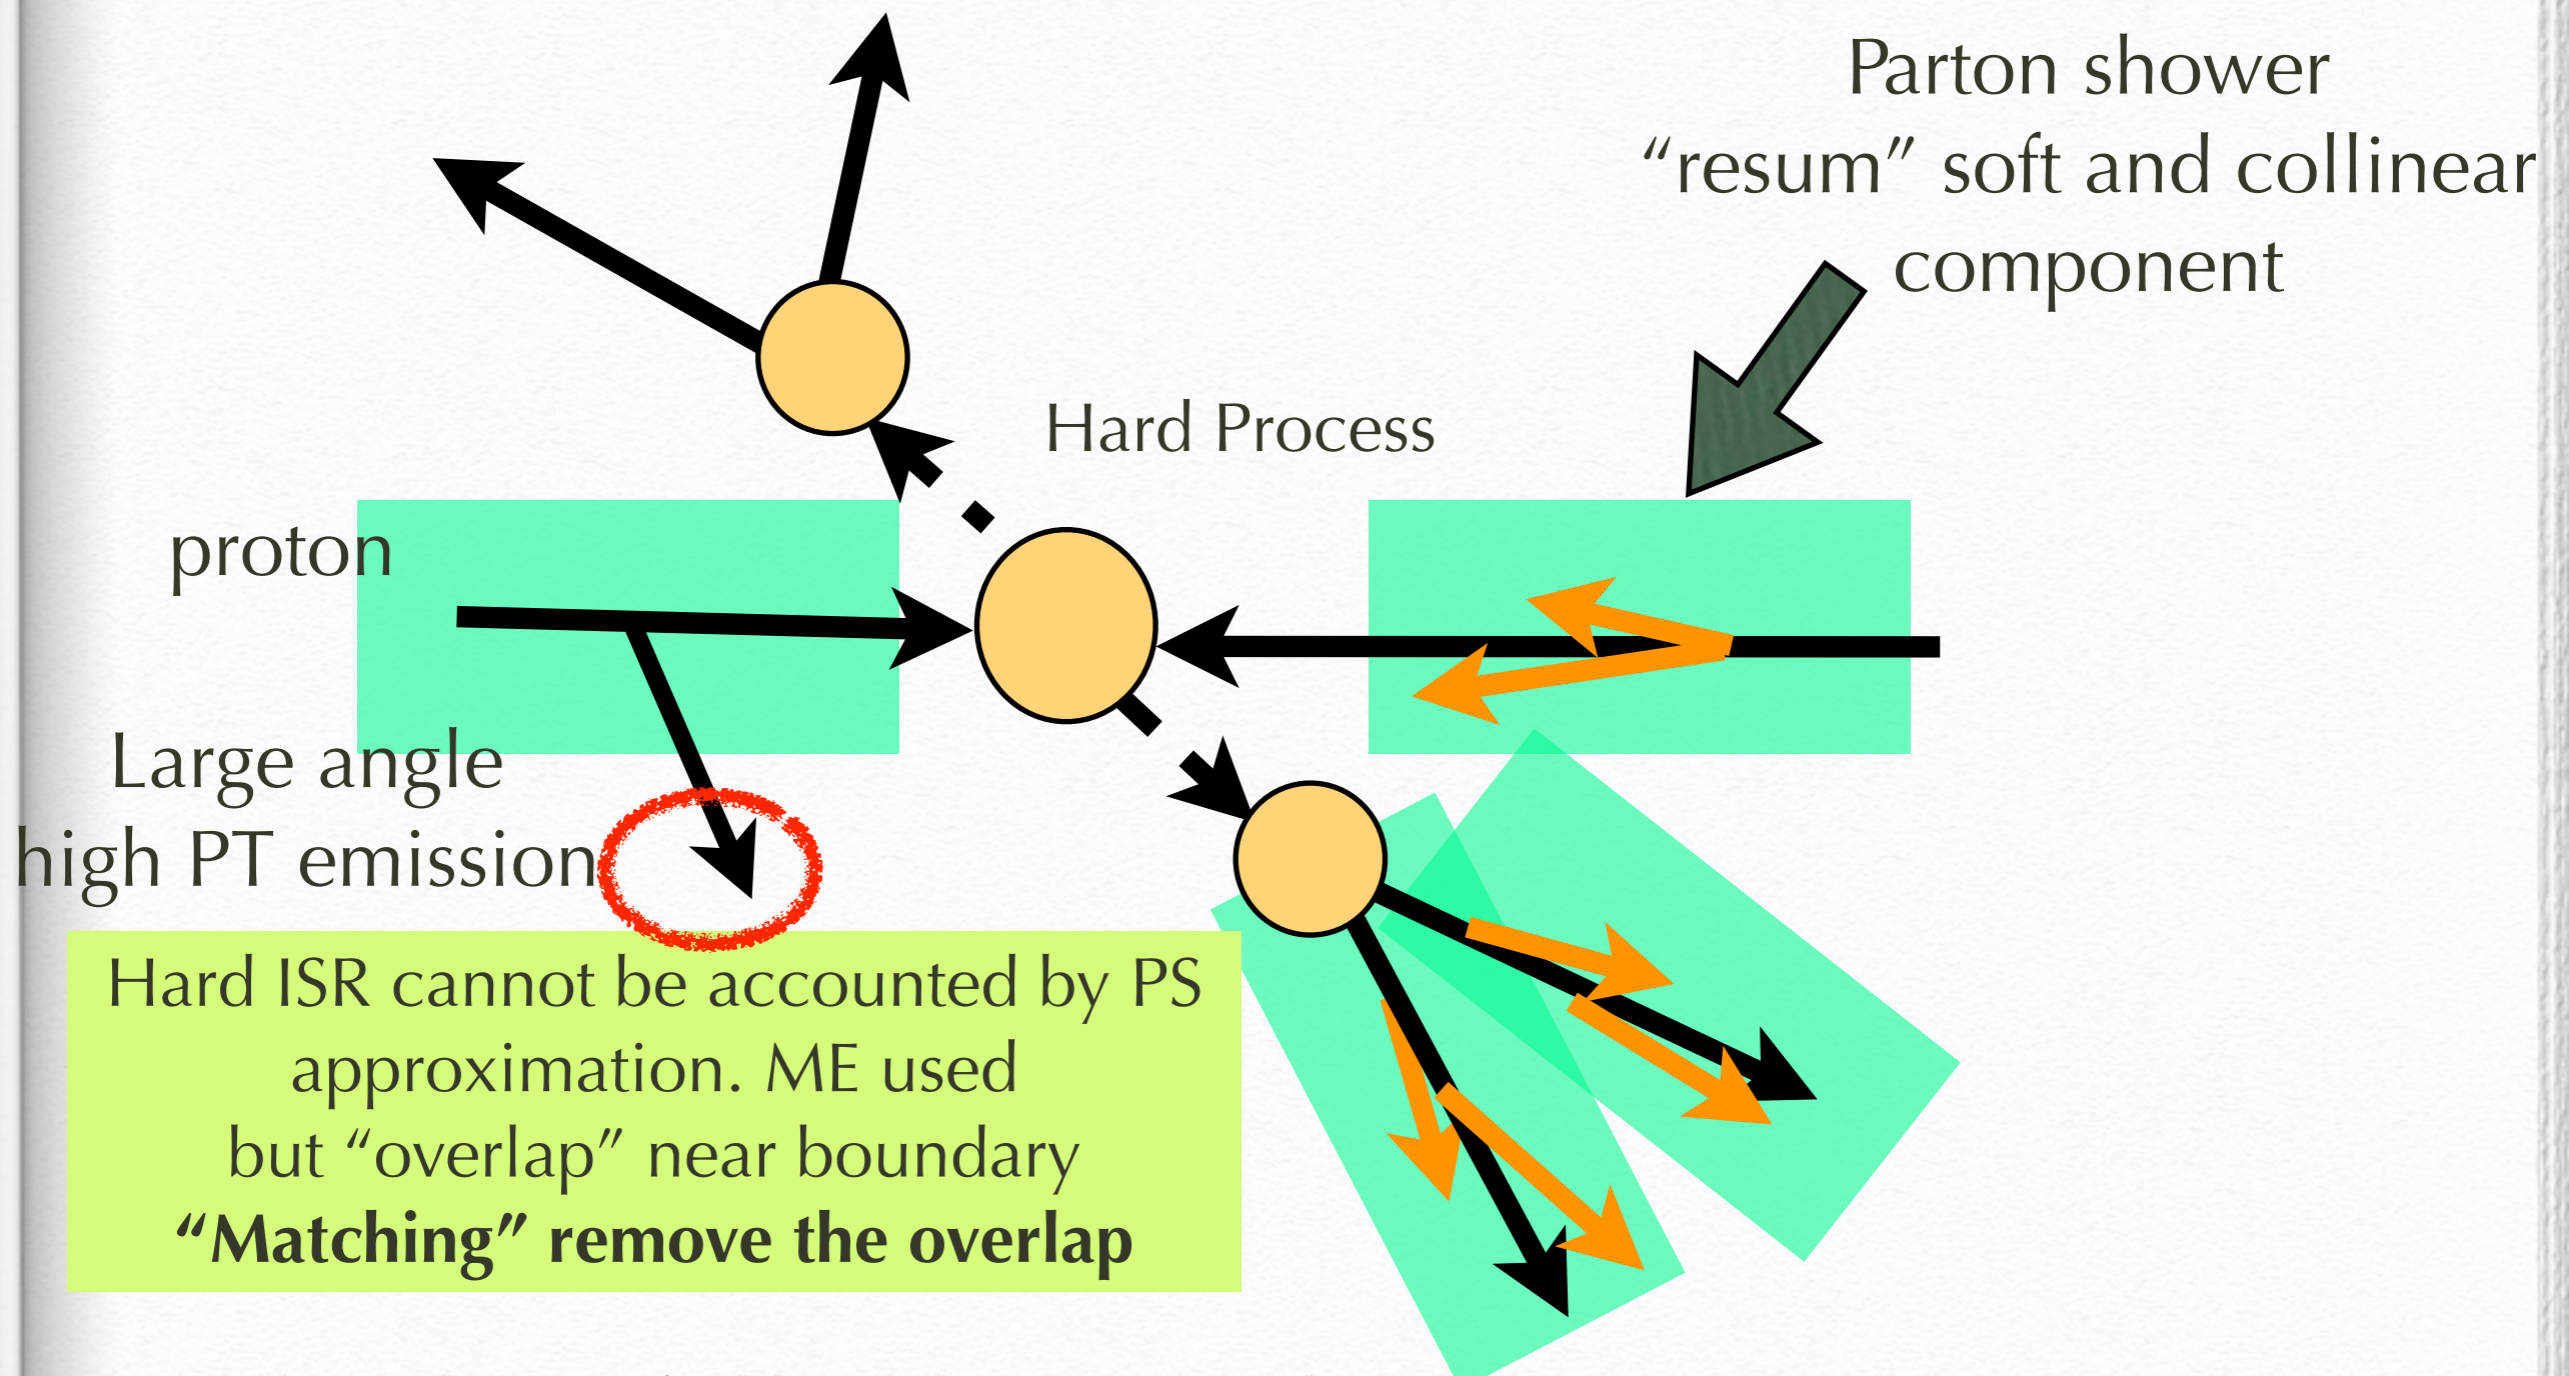 Parton shower
“resum” soft and collinear
component
Hard Process
proton
Large angle
high PT emission
Hard ISR cannot be accounted by PS
approximation. ME used
but “overlap” near boundary
“Matching” remove the overlap